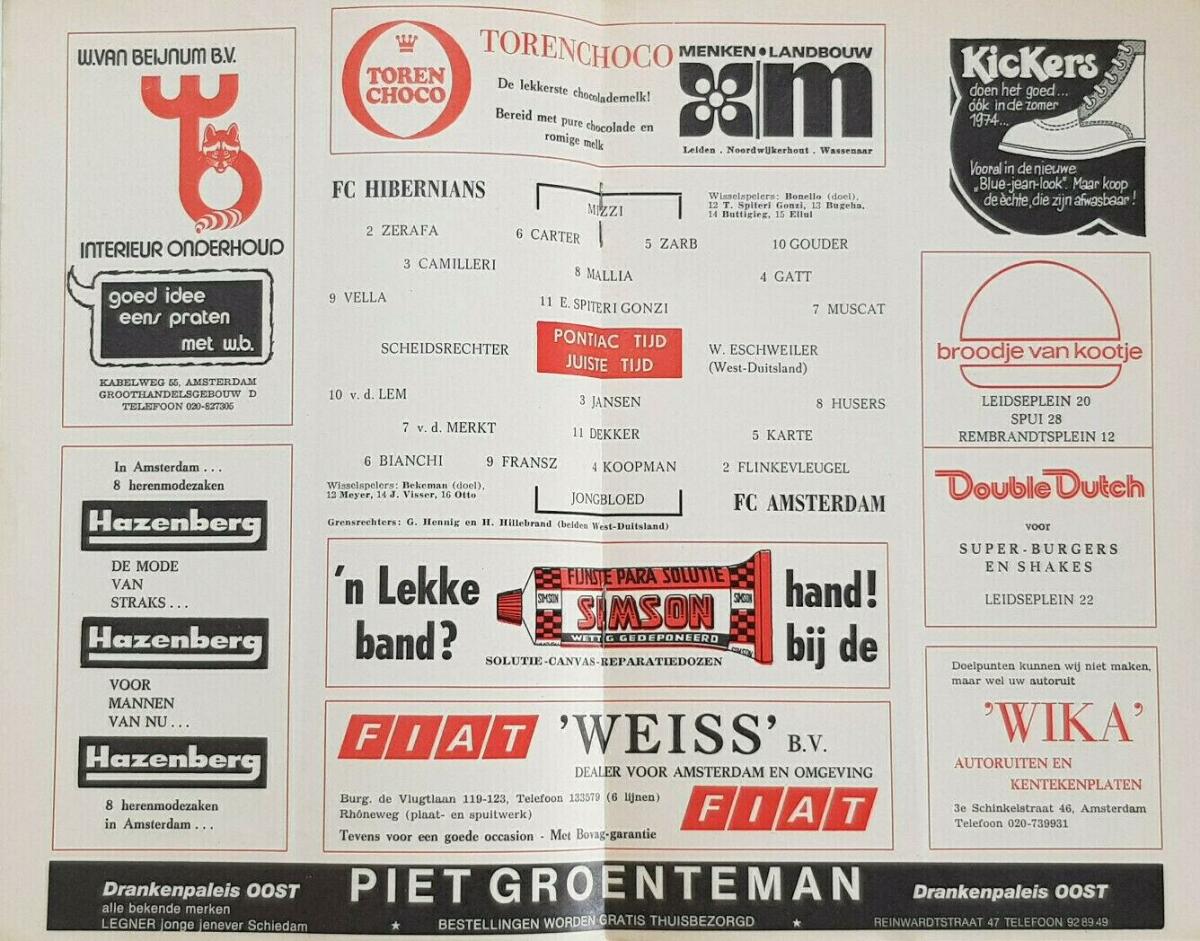 W. VAN BEIJNUM B.V.
INTERIEUR ONDERHOUD
goed idee
eens praten
met w.b.
KABELWEG 55, AMSTERDAM
GROOTHANDELSGEBOUW D
TELEFOON 020-827305
In Amsterdam . . .
8 herenmodezaken
Hazenberg
DE MODE
VAN
STRAKS . . .
Hazenberg
VOOR
MANNEN
VAN NU . . .
Hazenberg
8 herenmodezaken
in Amsterdam . . .
TOREN
CHOCO
TORENCHOCO
De lekkerste chocolademelk!
Bereid met pure chocolade en
romige melk
MENKEN • LANDBOUW
m
Leiden . Noordwijkerhout . Wassenaar
FC HIBERNIANS
MIZZI
Wisselspelers: Bonello (doel),
12 T. Spiteri Gonzi, 13 Bugeha,
14 Buttigieg, 15 Ellul
2 ZERAFA
6 CARTER
5 ZARB
10 GOUDER
3 CAMILLERI
8 MALLIA
4 GATT
9 VELLA
11 E. SPITERI GONZI
7 MUSCAT
SCHEIDSRECHTER
PONTIAC TIJD
JUISTE TIJD
W. ESCHWEILER
(West-Duitsland)
10 v. d. LEM
3 JANSEN
8 HUSERS
7 v. d. MERKT
11 DEKKER
5 KARTE
6 BIANCHI
9 FRANSZ
4 KOOPMAN
2 FLINKEVLEUGEL
Wisselspelers: Bekeman (doel),
12 Meyer, 14 J. Visser, 16 Otto
JONGBLOED
FC AMSTERDAM
Grensrechters: G. Hennig en H. Hillebrand (beiden West-Duitsland)
'n Lekke
band?
FIJNSTE PARA SOLUTIE
SIMSON
SIMSON
SIMSON
WETTIG GEDEPONEERD
SIMSON
hand!
bij de
SOLUTIE-CANVAS-REPARATIEDOZEN
FIAT
'WEISS' B.V.
DEALER VOOR AMSTERDAM EN OMGEVING
Burg. de Vlugtlaan 119-123, Telefoon 133579 (6 lijnen)
Rhôneweg (plaat- en spuitwerk)
Tevens voor een goede occasion - Met Bovag-garantie
FIAT
KicKers
doen het goed...
óók in de zomer
1974...
Vooral in de nieuwe
„Blue-jean-look". Maar koop
de èchte, die zijn afwasbaar!
broodje van kootje
LEIDSEPLEIN 20
SPUI 28
REMBRANDTSPLEIN 12
Double Dutch
voor
SUPER-BURGERS
EN SHAKES
LEIDSEPLEIN 22
Doelpunten kunnen wij niet maken,
maar wel uw autoruit
'WIKA'
AUTORUITEN EN
KENTEKENPLATEN
3e Schinkelstraat 46, Amsterdam
Telefoon 020-739931
Drankenpaleis OOST
alle bekende merken
LEGNER jonge jenever Schiedam
PIET GROENTEMAN
★ BESTELLINGEN WORDEN GRATIS THUISBEZORGD ★
Drankenpaleis OOST
REINWARDTSTRAAT 47 TELEFOON 92 89 49